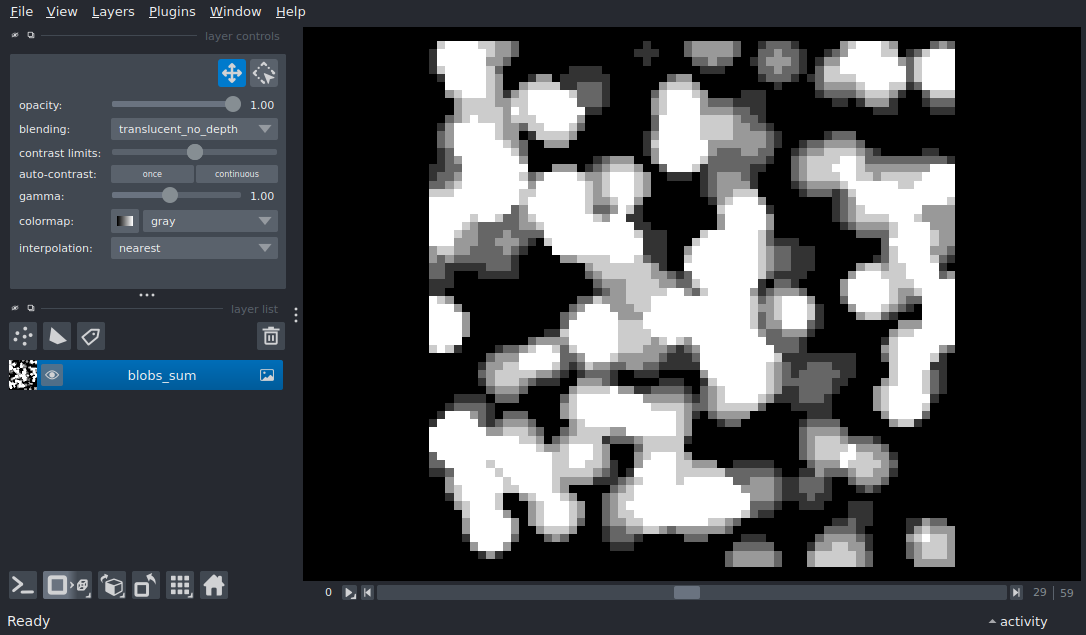 File View Layers Plugins Window Help
layer controls
opacity: 1.00
blending: translucent_no_depth
contrast limits:
auto-contrast: once continuous
gamma: 1.00
colormap: gray
interpolation: nearest
layer list
blobs_sum
0 29 59
Ready activity